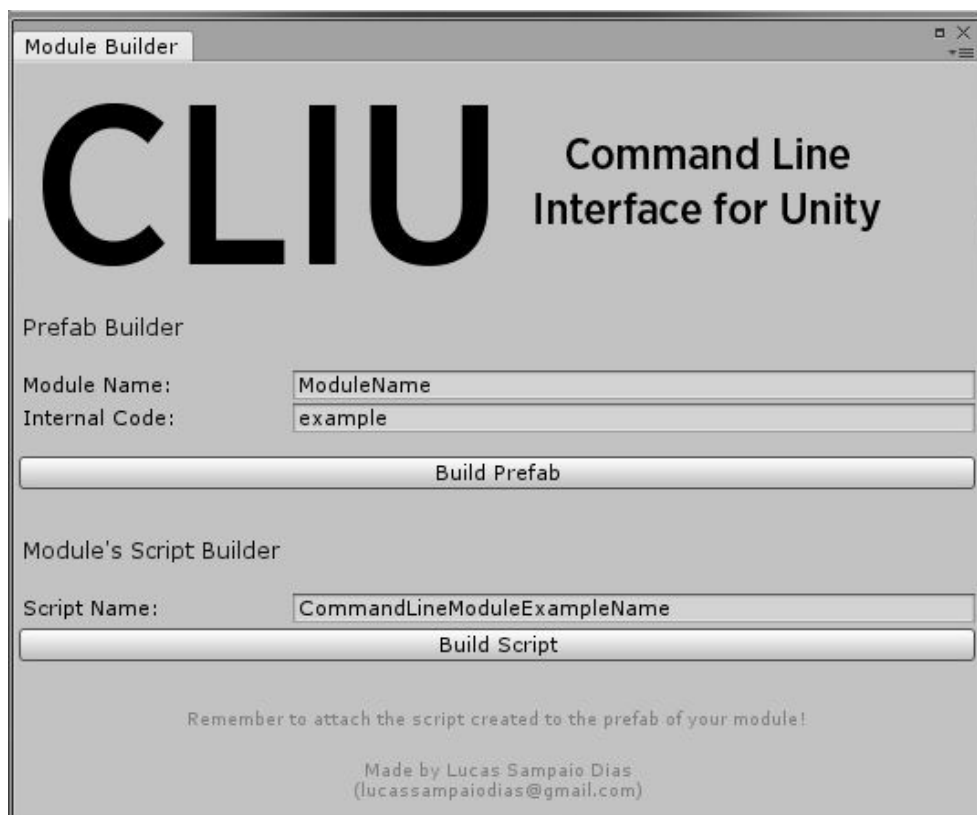 Module Builder
CLIU
Command Line
Interface for Unity
Prefab Builder
Module Name: ModuleName
Internal Code: example
Build Prefab
Module's Script Builder
Script Name: CommandLineModuleExampleName
Build Script
Remember to attach the script created to the prefab of your module!
Made by Lucas Sampaio Dias
(lucassampaiodias@gmail.com)